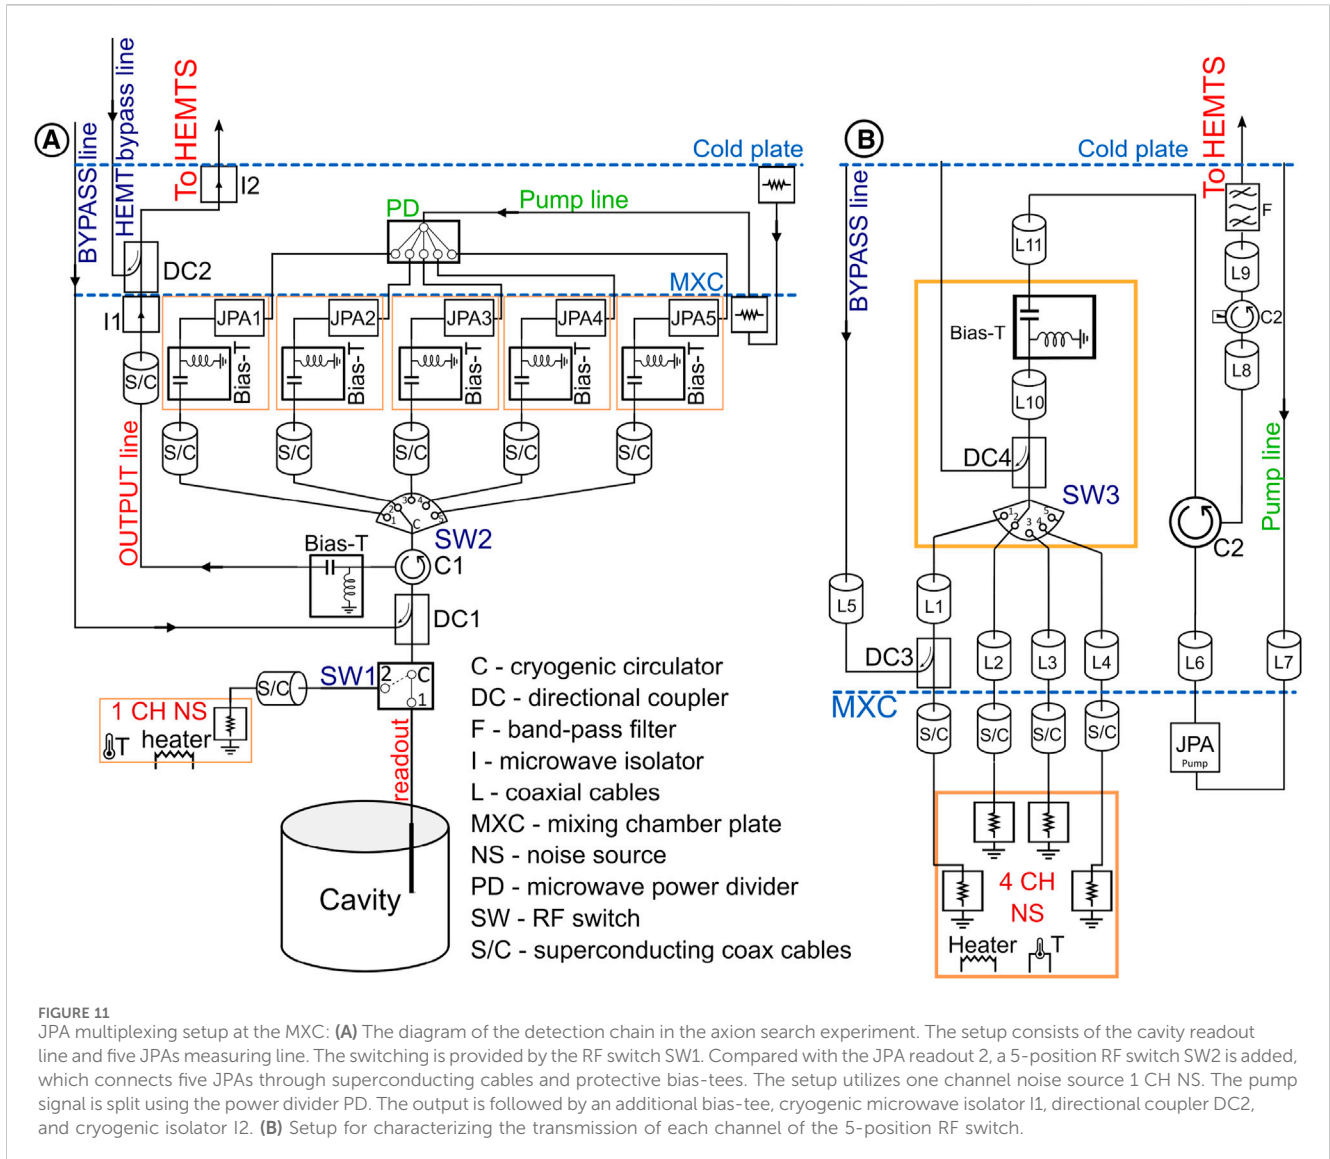 A
BYPASS line
HEMT bypass line
To HEMTS
I2
Cold plate
PD
Pump line
DC2
MXC
I1
JPA1
JPA2
JPA3
JPA4
JPA5
Bias-T
Bias-T
Bias-T
Bias-T
Bias-T
S/C
S/C
S/C
S/C
S/C
S/C
OUTPUT line
1
2
3
4
5
C
SW2
Bias-T
C1
DC1
SW1
2
C
1
S/C
1 CH NS
T
heater
readout
Cavity
C - cryogenic circulator
DC - directional coupler
F - band-pass filter
I - microwave isolator
L - coaxial cables
MXC - mixing chamber plate
NS - noise source
PD - microwave power divider
SW - RF switch
S/C - superconducting coax cables
B
Cold plate
To HEMTS
BYPASS line
F
L11
L9
C2
L8
Bias-T
L10
DC4
SW3
1
2
3
4
5
Pump line
C2
L5
L1
DC3
L2
L3
L4
L6
L7
MXC
S/C
S/C
S/C
S/C
JPA
Pump
4 CH
NS
Heater
T
FIGURE 11
JPA multiplexing setup at the MXC: (A) The diagram of the detection chain in the axion search experiment. The setup consists of the cavity readout
line and five JPAs measuring line. The switching is provided by the RF switch SW1. Compared with the JPA readout 2, a 5-position RF switch SW2 is added,
which connects five JPAs through superconducting cables and protective bias-tees. The setup utilizes one channel noise source 1 CH NS. The pump
signal is split using the power divider PD. The output is followed by an additional bias-tee, cryogenic microwave isolator I1, directional coupler DC2,
and cryogenic isolator I2. (B) Setup for characterizing the transmission of each channel of the 5-position RF switch.